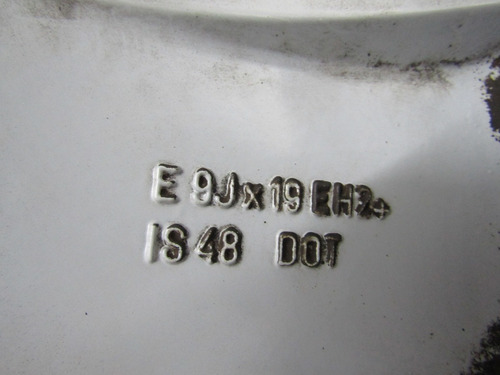 E 9Jx19 EH2+
IS 48 DOT